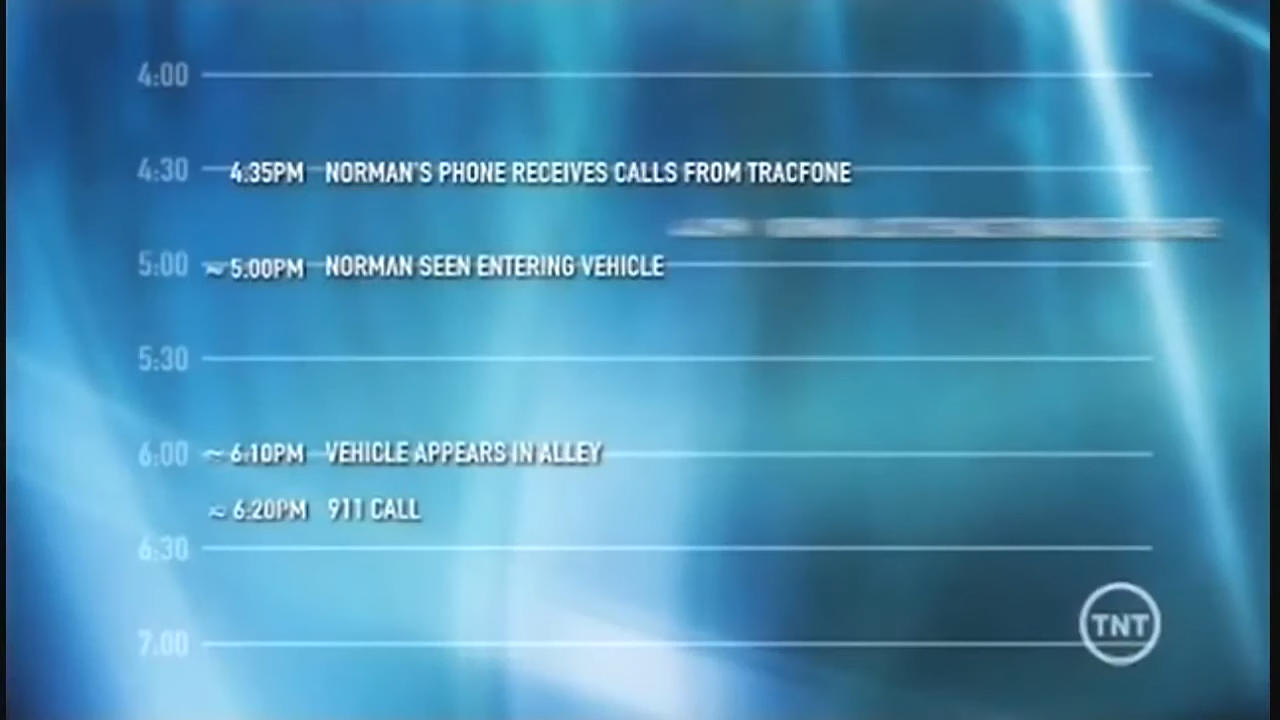 4:00
4:30 4:35PM NORMAN'S PHONE RECEIVES CALLS FROM TRACFONE
5:00 ~ 5:00PM NORMAN SEEN ENTERING VEHICLE
5:30
6:00 ~ 6:10PM VEHICLE APPEARS IN ALLEY
~ 6:20PM 911 CALL
6:30
7:00
TNT